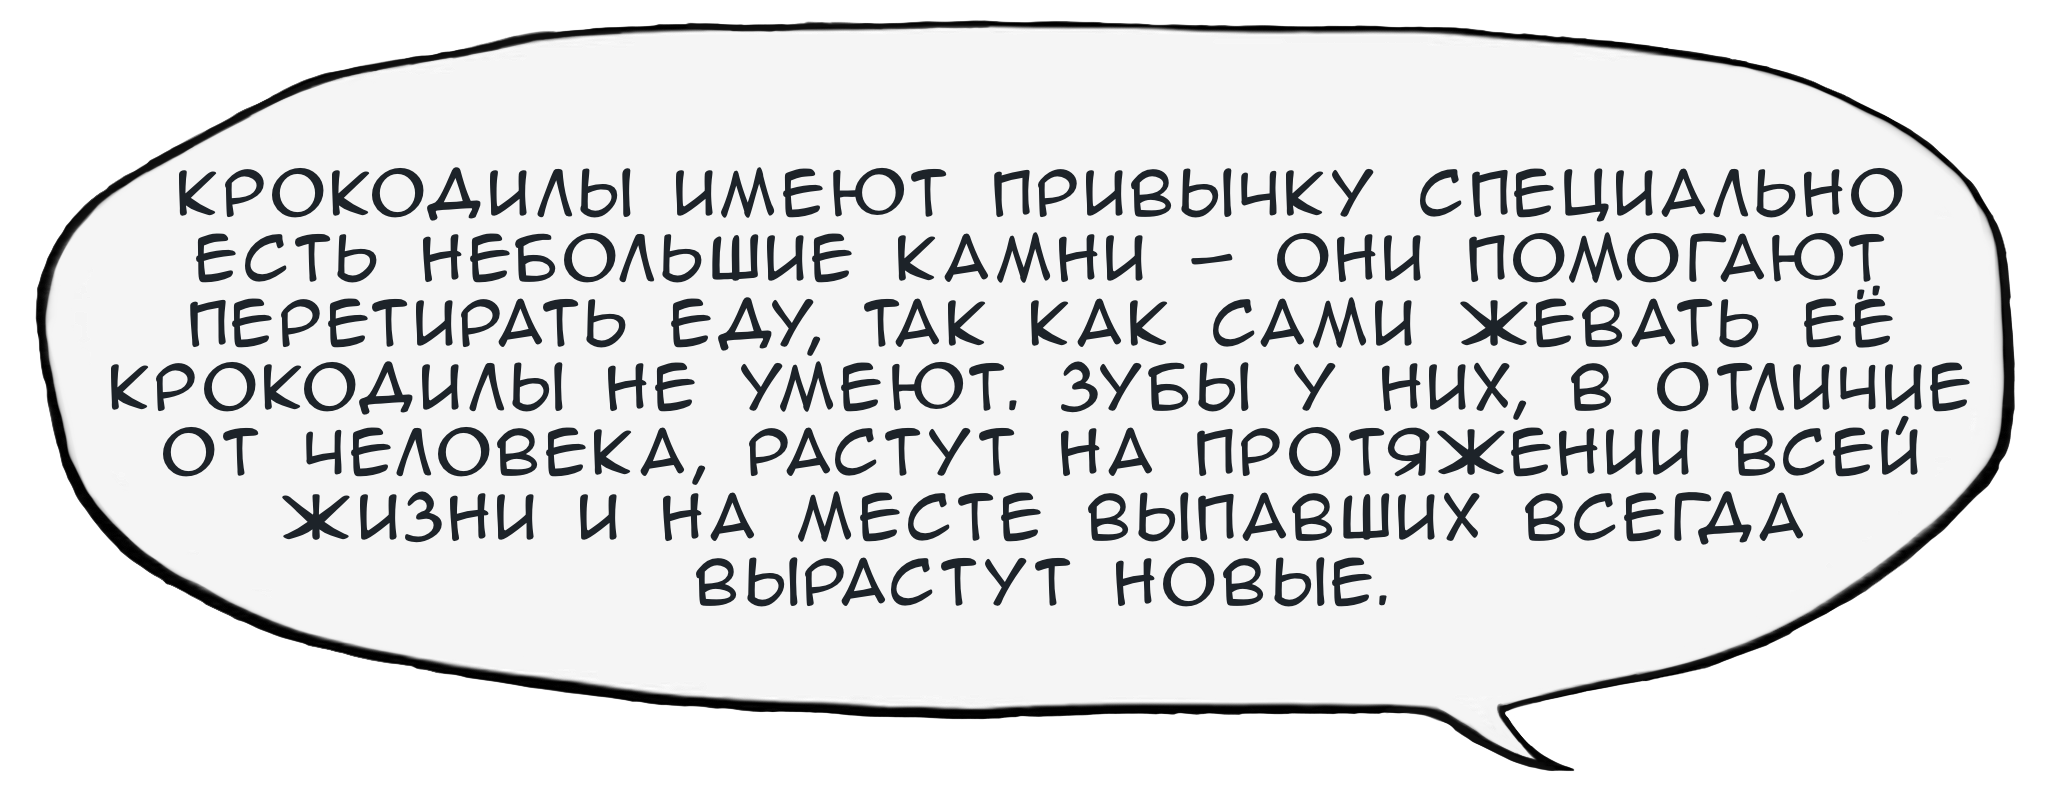 КРОКОДИЛЫ ИМЕЮТ ПРИВЫЧКУ СПЕЦИАЛЬНО
ЕСТЬ НЕБОЛЬШИЕ КАМНИ – ОНИ ПОМОГАЮТ
ПЕРЕТИРАТЬ ЕДУ, ТАК КАК САМИ ЖЕВАТЬ ЕЁ
КРОКОДИЛЫ НЕ УМЕЮТ. ЗУБЫ У НИХ, В ОТЛИЧИЕ
ОТ ЧЕЛОВЕКА, РАСТУТ НА ПРОТЯЖЕНИИ ВСЕЙ
ЖИЗНИ И НА МЕСТЕ ВЫПАВШИХ ВСЕГДА
ВЫРАСТУТ НОВЫЕ.